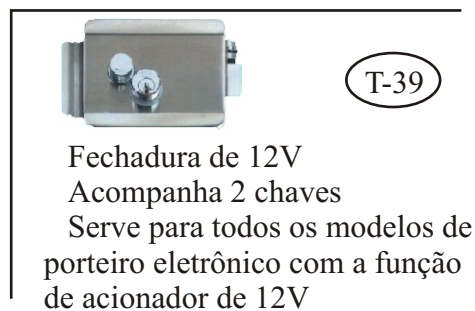 T-39
Fechadura de 12V
Acompanha 2 chaves
Serve para todos os modelos de
porteiro eletrônico com a função
de acionador de 12V